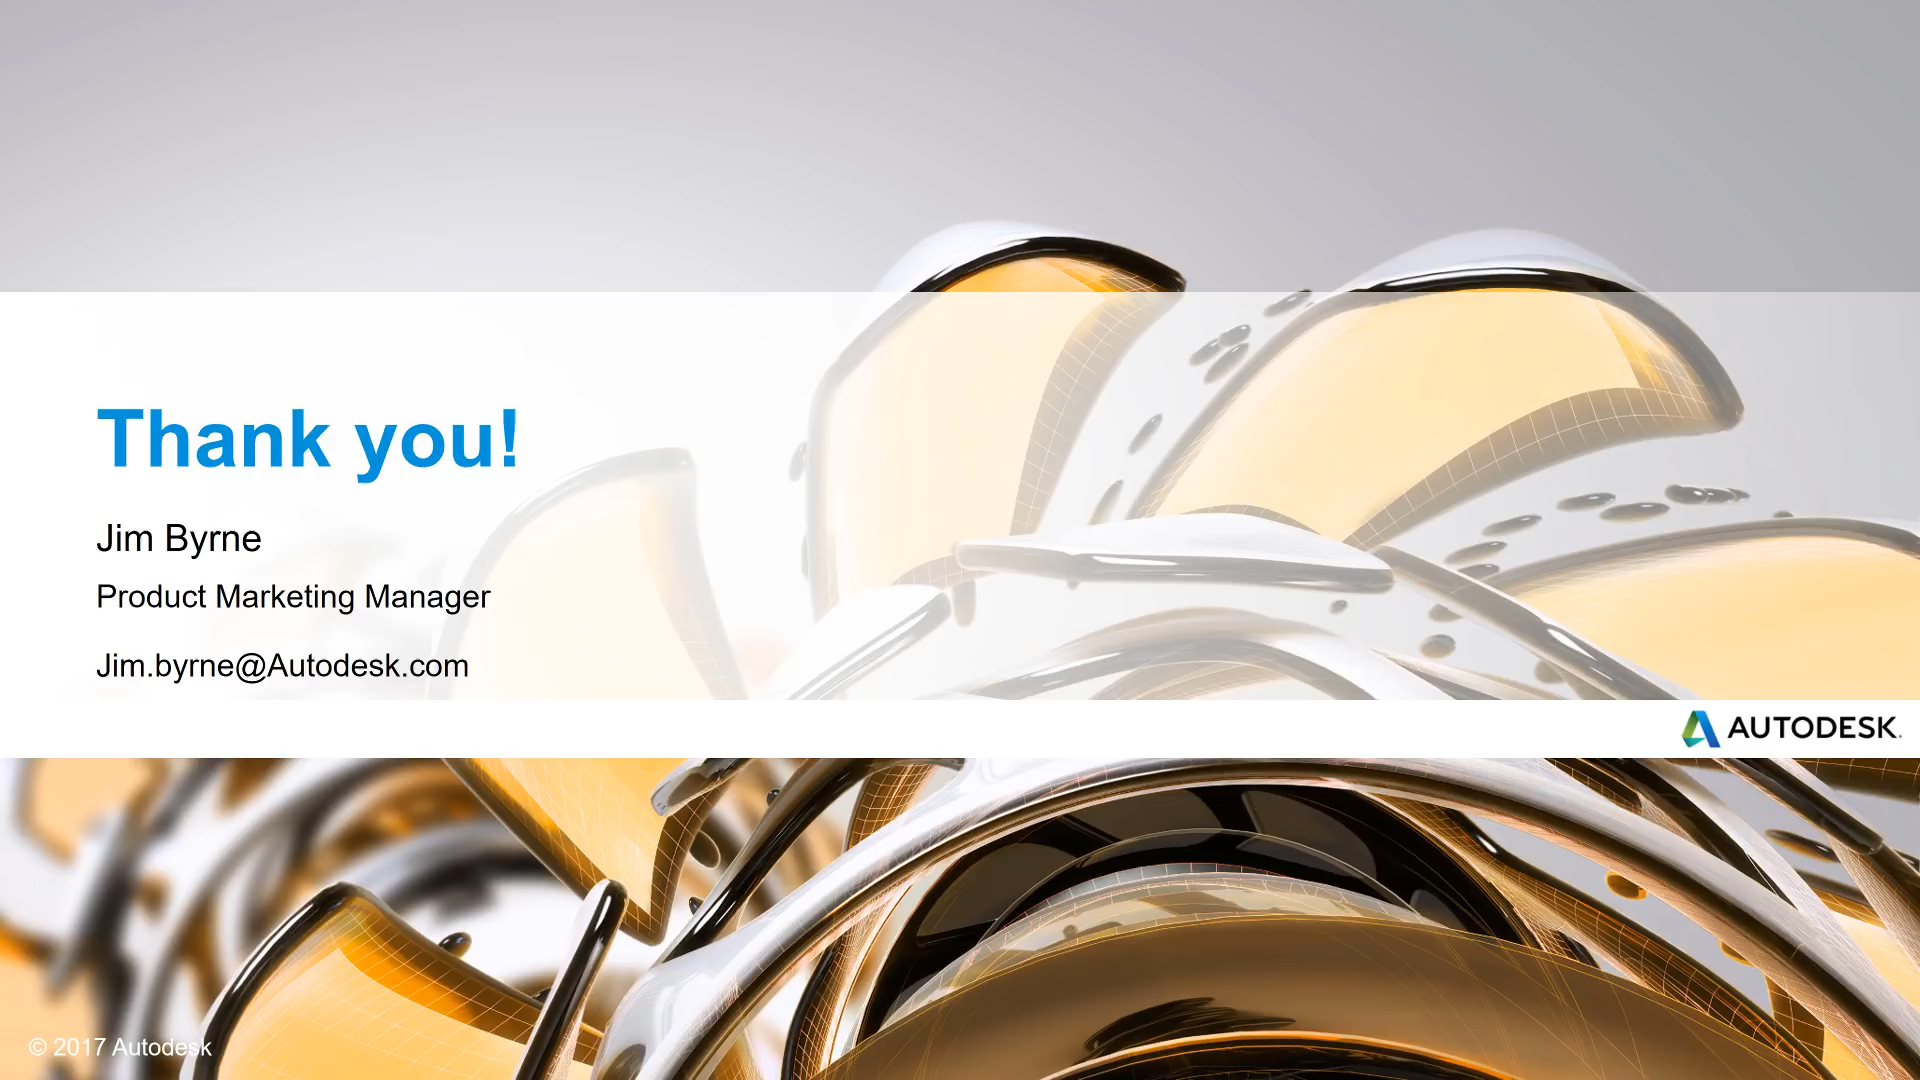 Thank you!
Jim Byrne
Product Marketing Manager
Jim.byrne@Autodesk.com
AUTODESK.
© 2017 Autodesk